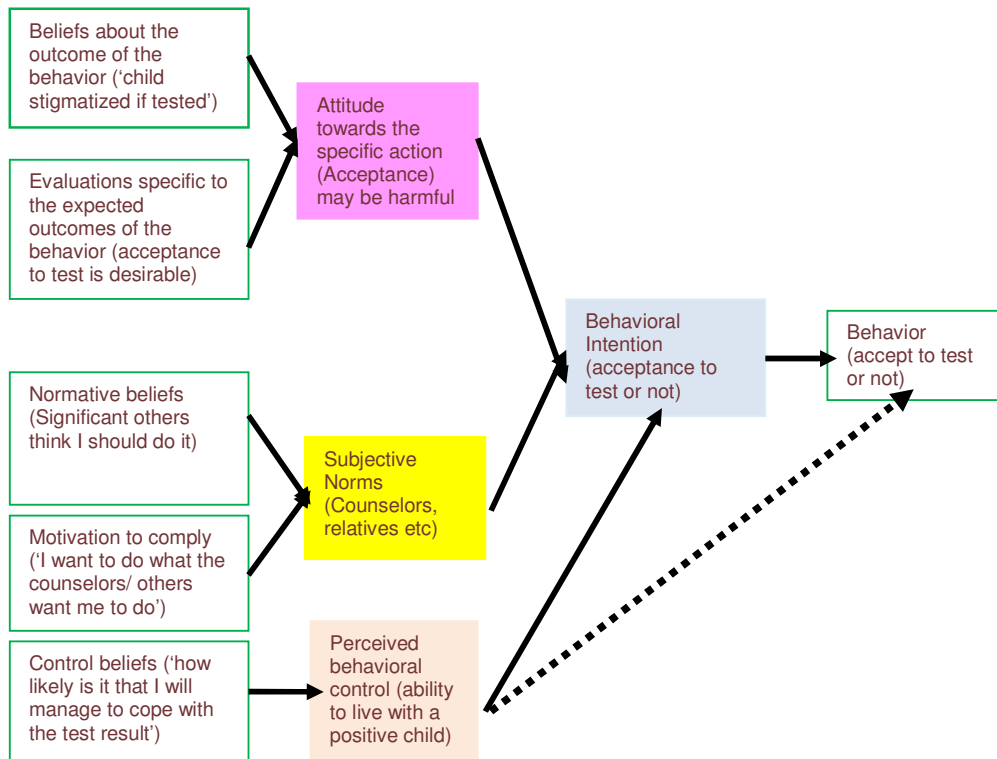 Beliefs about the
outcome of the
behavior (‘child
stigmatized if tested’)
Evaluations specific to
the expected
outcomes of the
behavior (acceptance
to test is desirable)
Attitude
towards the
specific action
(Acceptance)
may be harmful
Normative beliefs
(Significant others
think I should do it)
Motivation to comply
(‘I want to do what the
counselors/ others
want me to do’)
Subjective
Norms
(Counselors,
relatives etc)
Control beliefs (‘how
likely is it that I will
manage to cope with
the test result’)
Perceived
behavioral
control (ability
to live with a
positive child)
Behavioral
Intention
(acceptance to
test or not)
Behavior
(accept to test
or not)